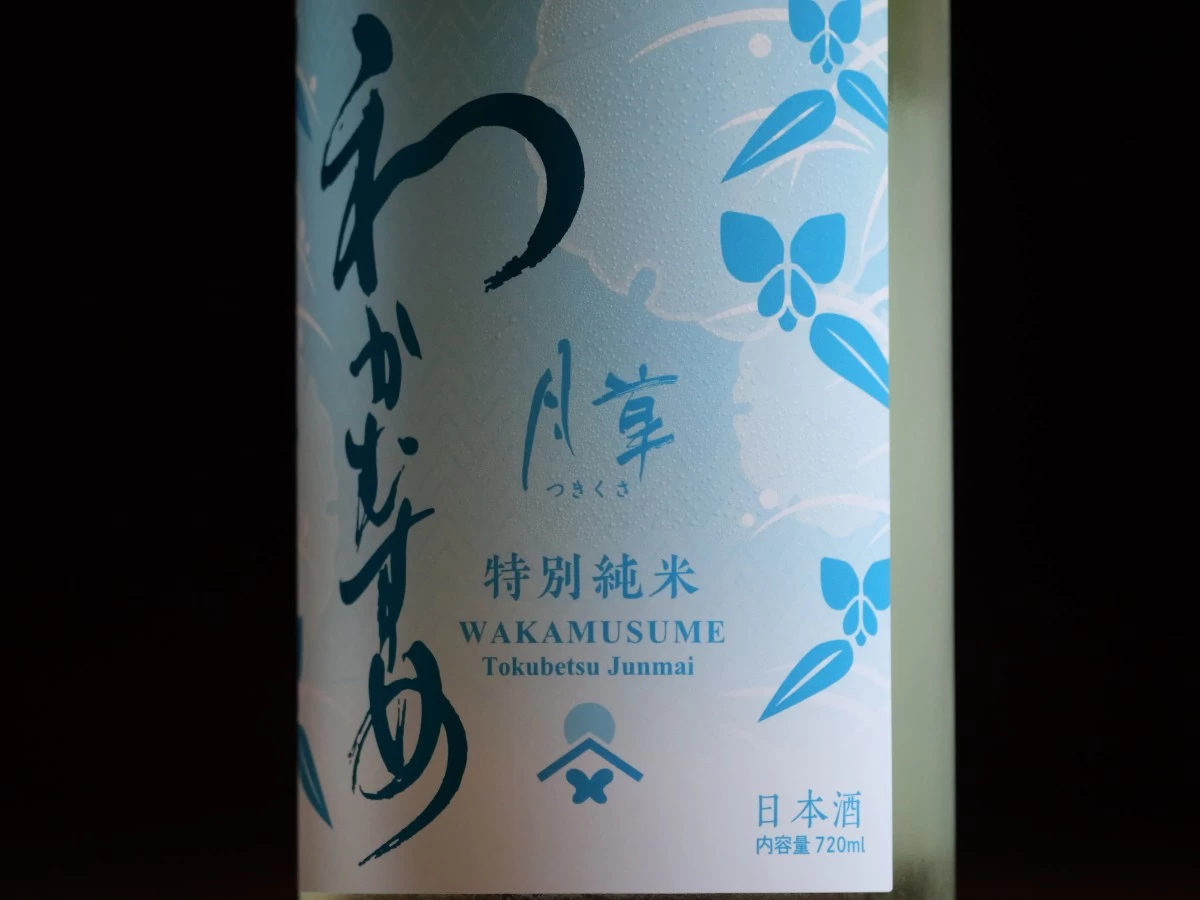 わかむすめ
月草
つきくさ
特別純米
WAKAMUSUME
Tokubetsu Junmai
日本酒
内容量 720ml